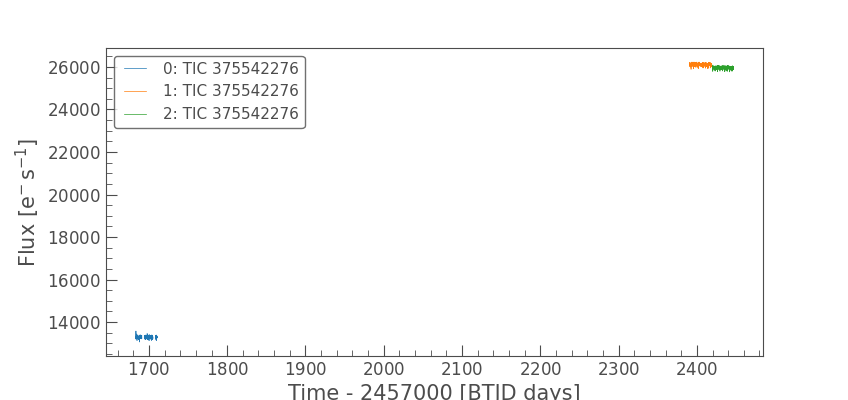 26000
24000
22000
20000
18000
16000
14000
Flux [e⁻ s⁻¹]
0: TIC 375542276
1: TIC 375542276
2: TIC 375542276
1700 1800 1900 2000 2100 2200 2300 2400
Time - 2457000 [BTJD days]